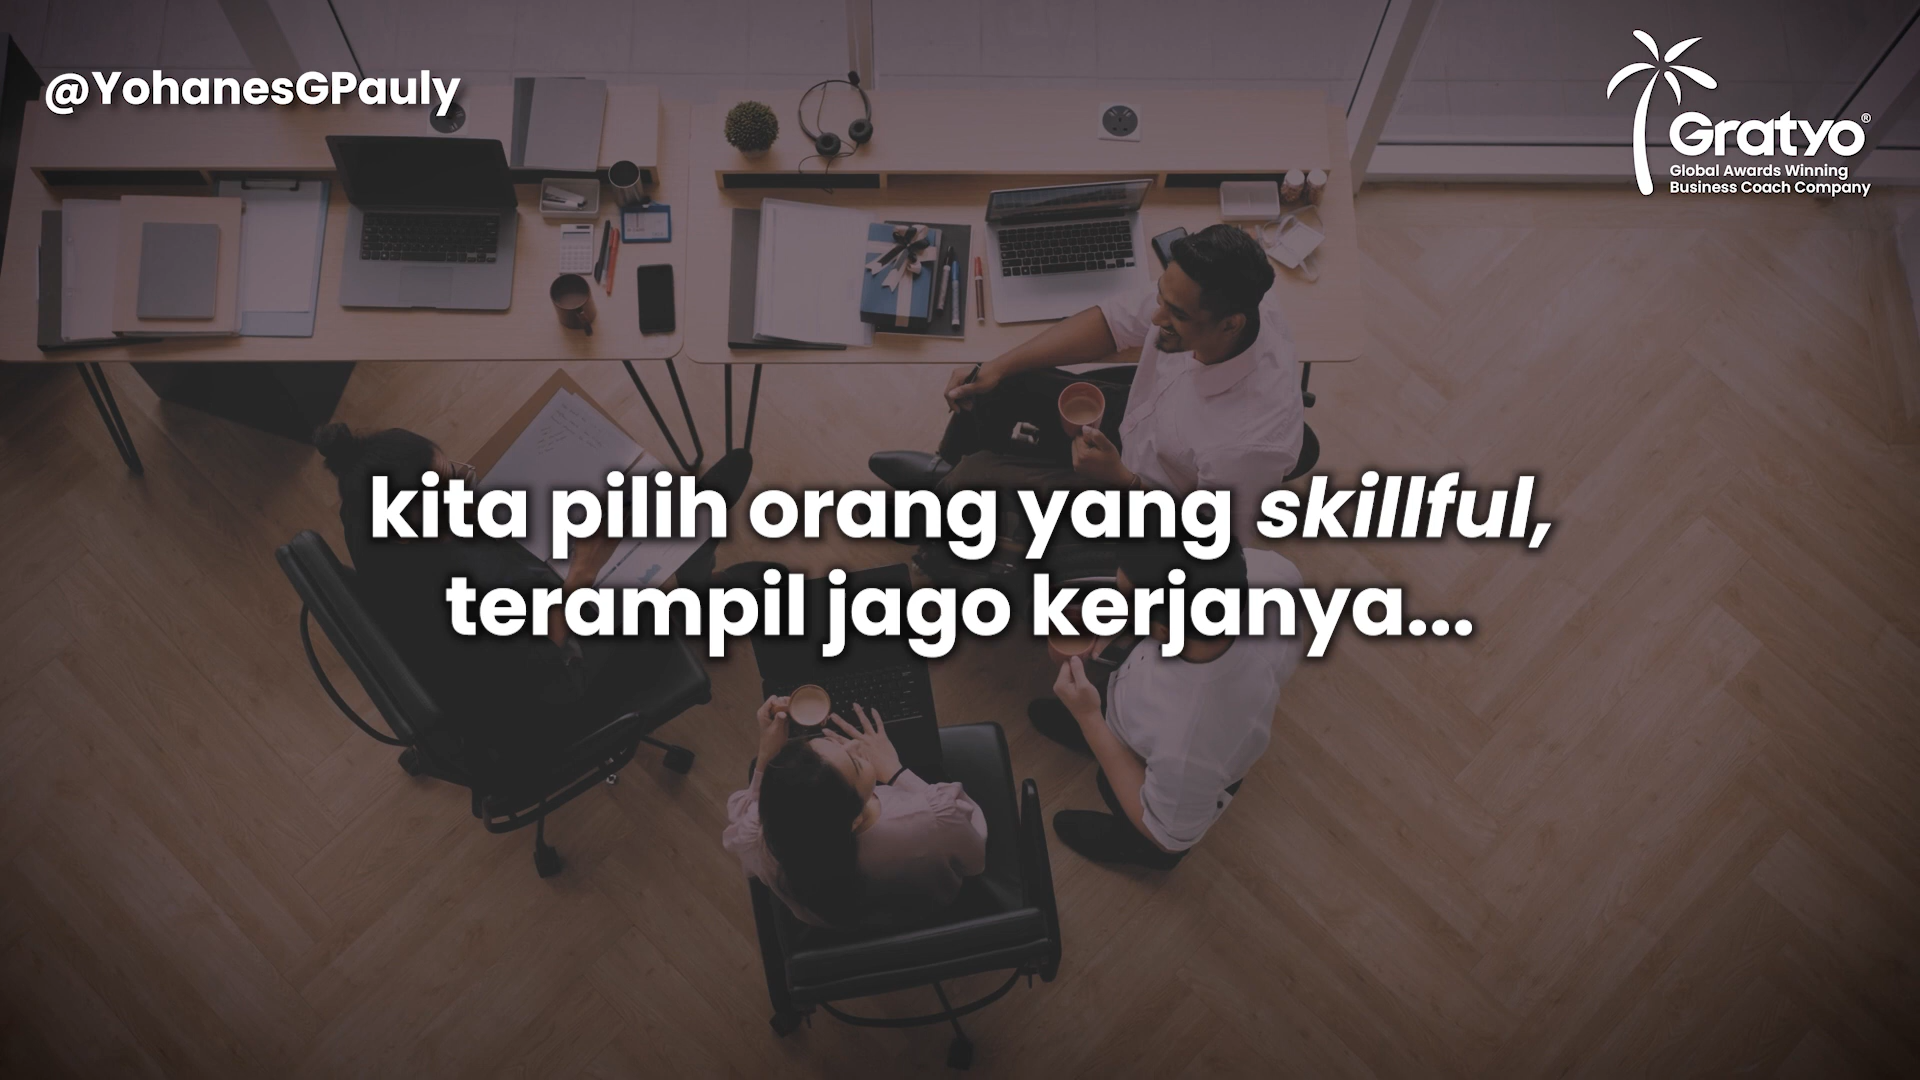 @YohanesGPauly
Gratyo®
Global Awards Winning
Business Coach Company
kita pilih orang yang skillful,
terampil jago kerjanya...